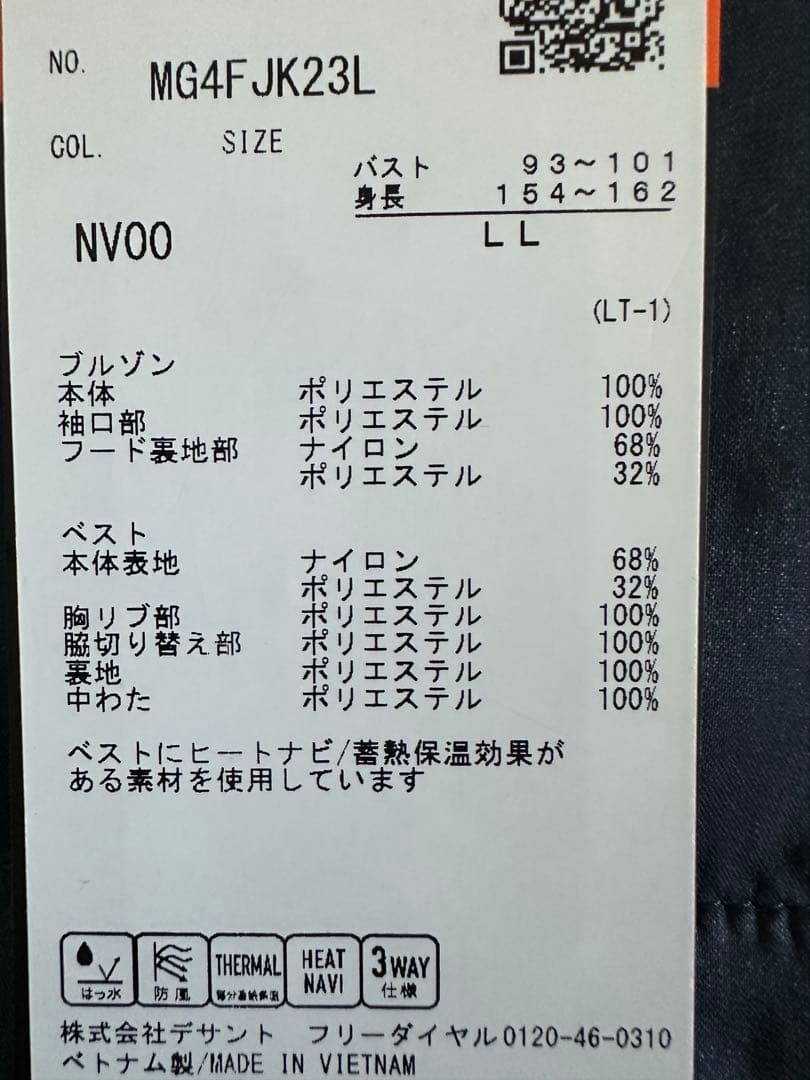 NO. MG4FJK23L
COL. SIZE
バスト 93～101
身長 154～162
NV00 LL
(LT-1)
ブルゾン
本体 ポリエステル 100%
袖口部 ポリエステル 100%
フード裏地部 ナイロン 68%
ポリエステル 32%
ベスト
本体表地 ナイロン 68%
ポリエステル 32%
胸リブ部 ポリエステル 100%
脇切り替え部 ポリエステル 100%
裏地 ポリエステル 100%
中わた ポリエステル 100%
ベストにヒートナビ/蓄熱保温効果が
ある素材を使用しています
はっ水
防風
THERMAL
HEAT
NAVI
3WAY
仕様
株式会社デサント フリーダイヤル0120-46-0310
ベトナム製/MADE IN VIETNAM